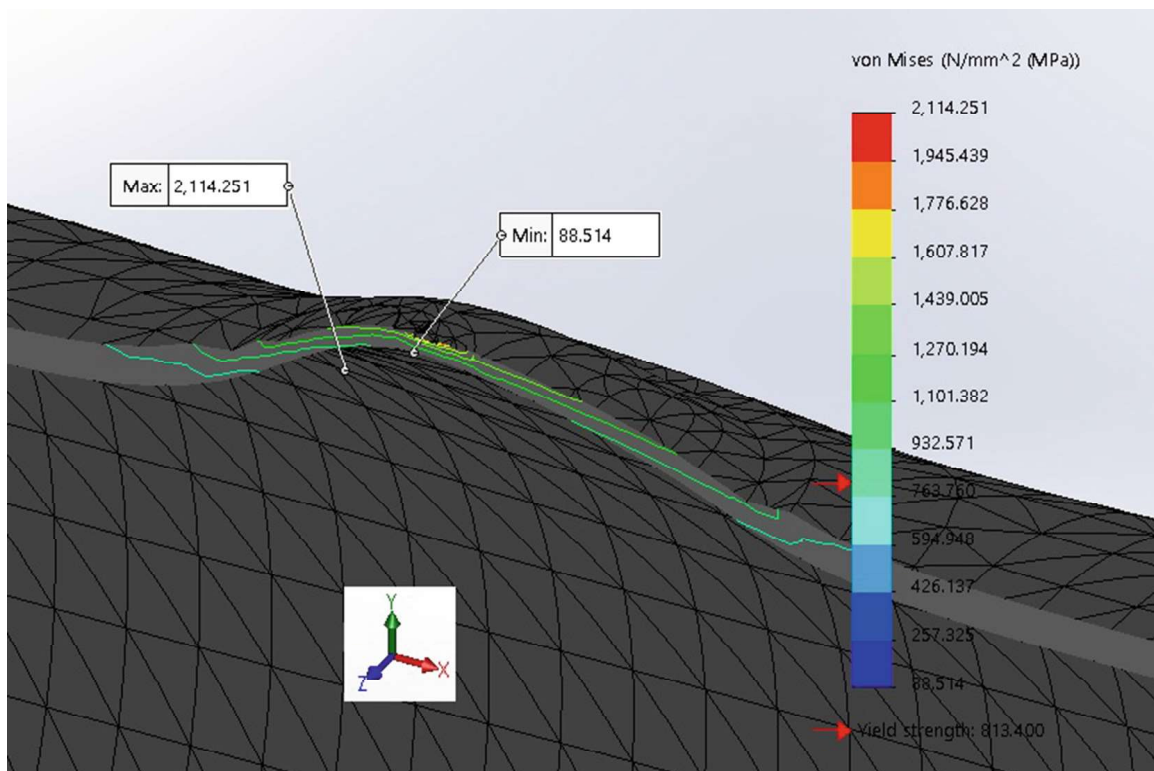 von Mises (N/mm^2 (MPa))
2,114.251
1,945.439
1,776.628
1,607.817
1,439.005
1,270.194
1,101.382
932.571
763.760
594.948
426.137
257.325
88.514
Yield strength: 813.400
Max: 2,114.251
Min: 88.514
Y
X
Z